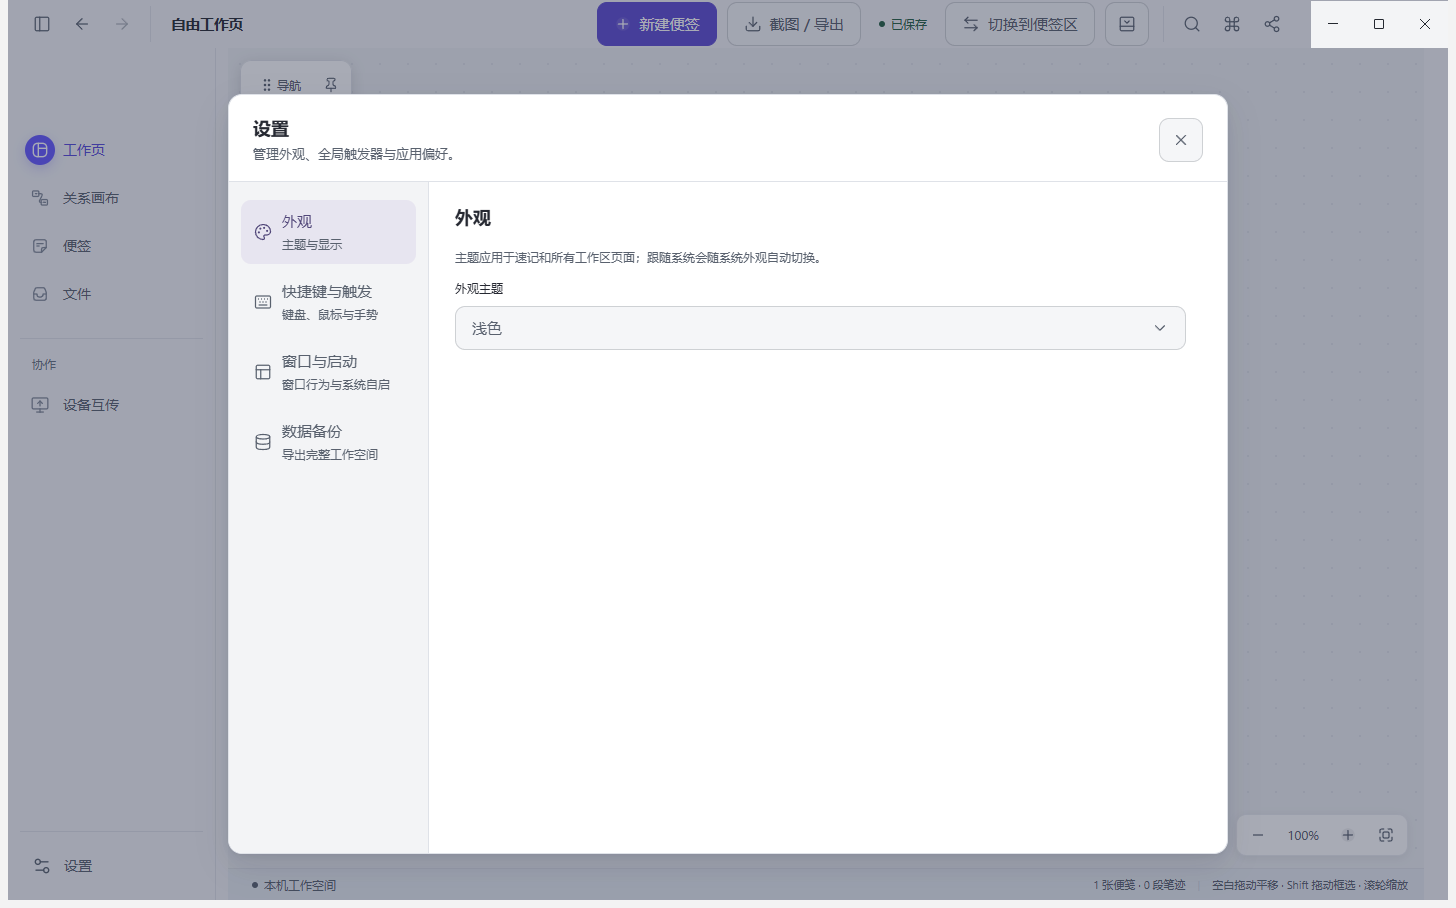 自由工作页
新建便签
截图 / 导出
已保存
切换到便签区
导航
工作页
关系画布
便签
文件
协作
设备互传
设置
设置
管理外观、全局触发器与应用偏好。
外观
主题与显示
快捷键与触发
键盘、鼠标与手势
窗口与启动
窗口行为与系统自启
数据备份
导出完整工作空间
外观
主题应用于速记和所有工作区页面；跟随系统会随系统外观自动切换。
外观主题
浅色
100%
本机工作空间
1 张便笺 · 0 段笔迹
空白拖动平移 · Shift 拖动框选 · 滚轮缩放